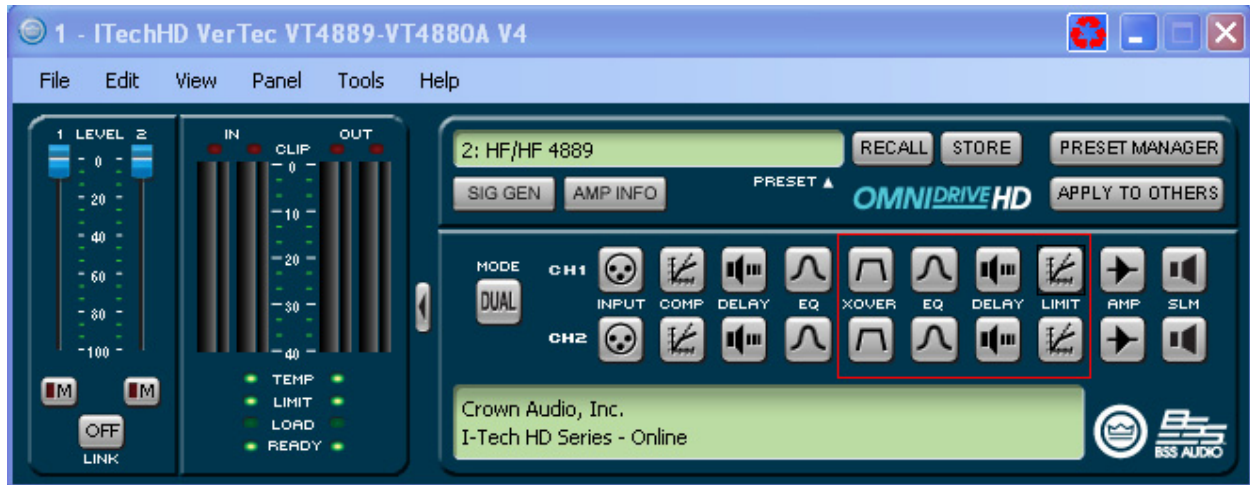 1 - ITechHD VerTec VT4889-VT4880A V4
File Edit View Panel Tools Help
1 LEVEL 2
0
20
40
60
80
100
M M
OFF
LINK
IN OUT
CLIP
0
10
20
30
40
TEMP
LIMIT
LOAD
READY
2: HF/HF 4889
RECALL STORE PRESET MANAGER
SIG GEN AMP INFO PRESET ▲ OMNIDRIVEHD APPLY TO OTHERS
MODE
DUAL
CH1
INPUT COMP DELAY EQ XOVER EQ DELAY LIMIT AMP SLM
CH2
Crown Audio, Inc.
I-Tech HD Series - Online
BSS
BSS AUDIO